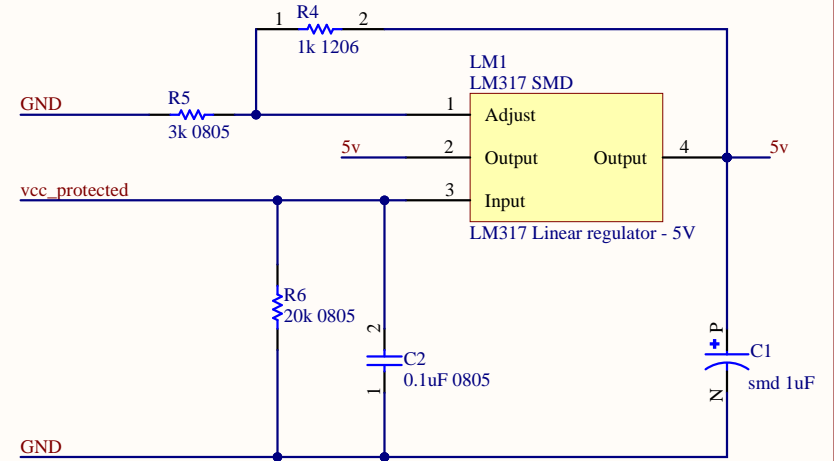 R4
1 2
1k 1206
LM1
LM317 SMD
GND
R5
3k 0805
1 Adjust
5v 2 Output
Output 4 5v
vcc_protected
3 Input
LM317 Linear regulator - 5V
R6
20k 0805
2
C2
0.1uF 0805
1
P
C1
smd 1uF
N
GND